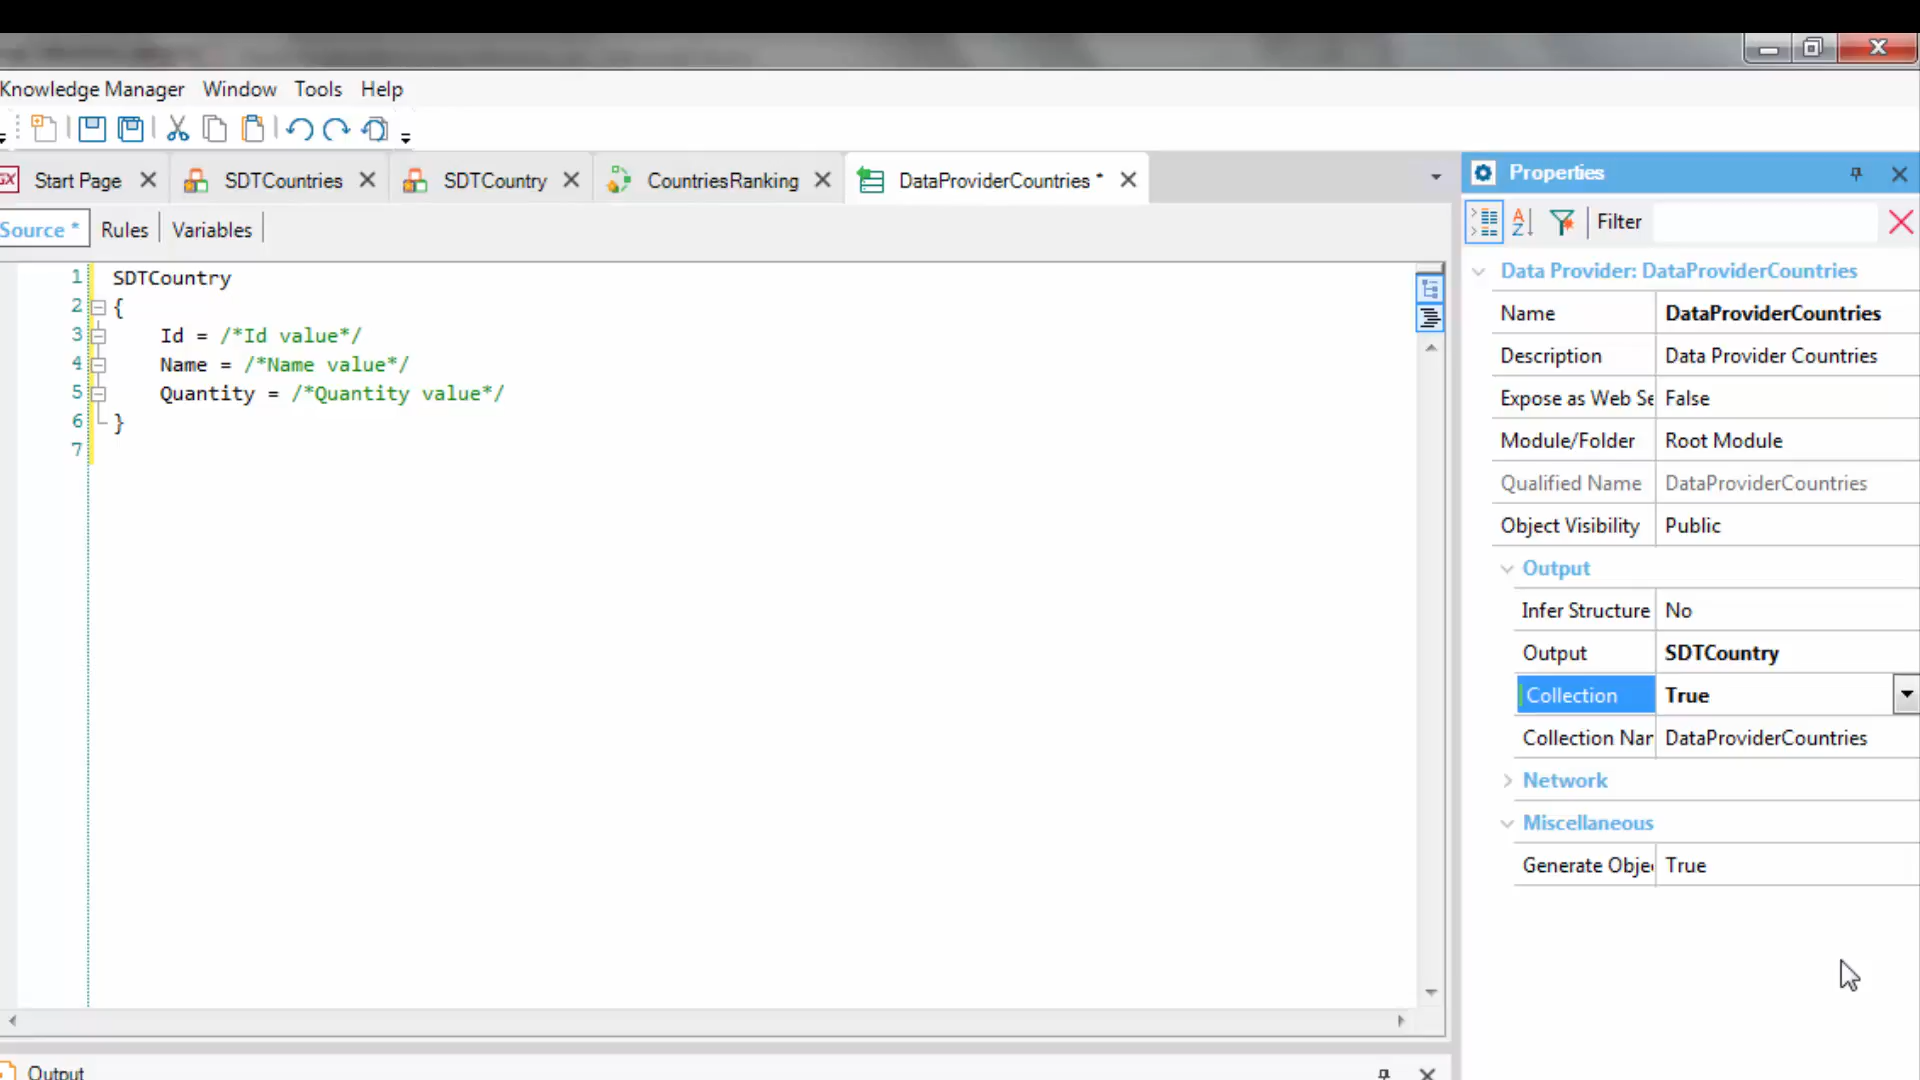 Knowledge Manager Window Tools Help
GX Start Page SDTCountries SDTCountry CountriesRanking DataProviderCountries *
Source * Rules Variables
1 SDTCountry
2 {
3 Id = /*Id value*/
4 Name = /*Name value*/
5 Quantity = /*Quantity value*/
6 }
7
Output
Properties
Filter
Data Provider: DataProviderCountries
Name DataProviderCountries
Description Data Provider Countries
Expose as Web Se False
Module/Folder Root Module
Qualified Name DataProviderCountries
Object Visibility Public
Output
Infer Structure No
Output SDTCountry
Collection True
Collection Nar DataProviderCountries
Network
Miscellaneous
Generate Obje True